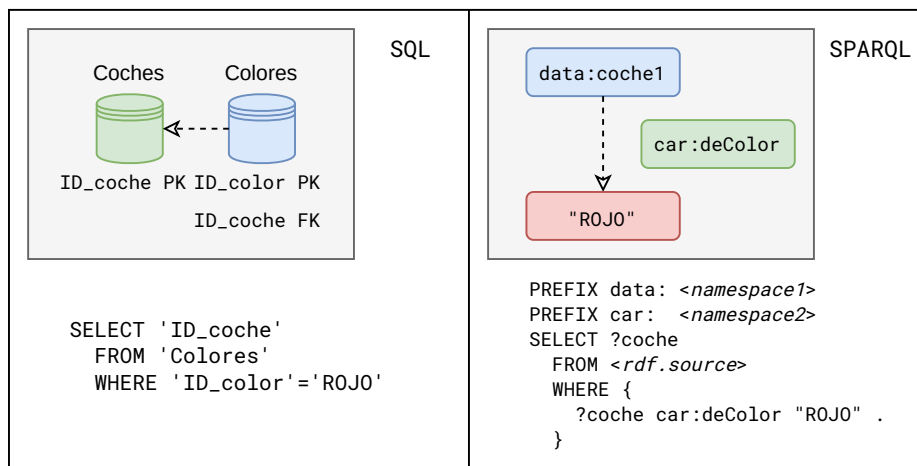 SQL
Coches Colores
ID_coche PK ID_color PK
ID_coche FK
SELECT 'ID_coche'
FROM 'Colores'
WHERE 'ID_color'='ROJO'
SPARQL
data:coche1
car:deColor
"ROJO"
PREFIX data: <namespace1>
PREFIX car: <namespace2>
SELECT ?coche
FROM <rdf.source>
WHERE {
?coche car:deColor "ROJO" .
}